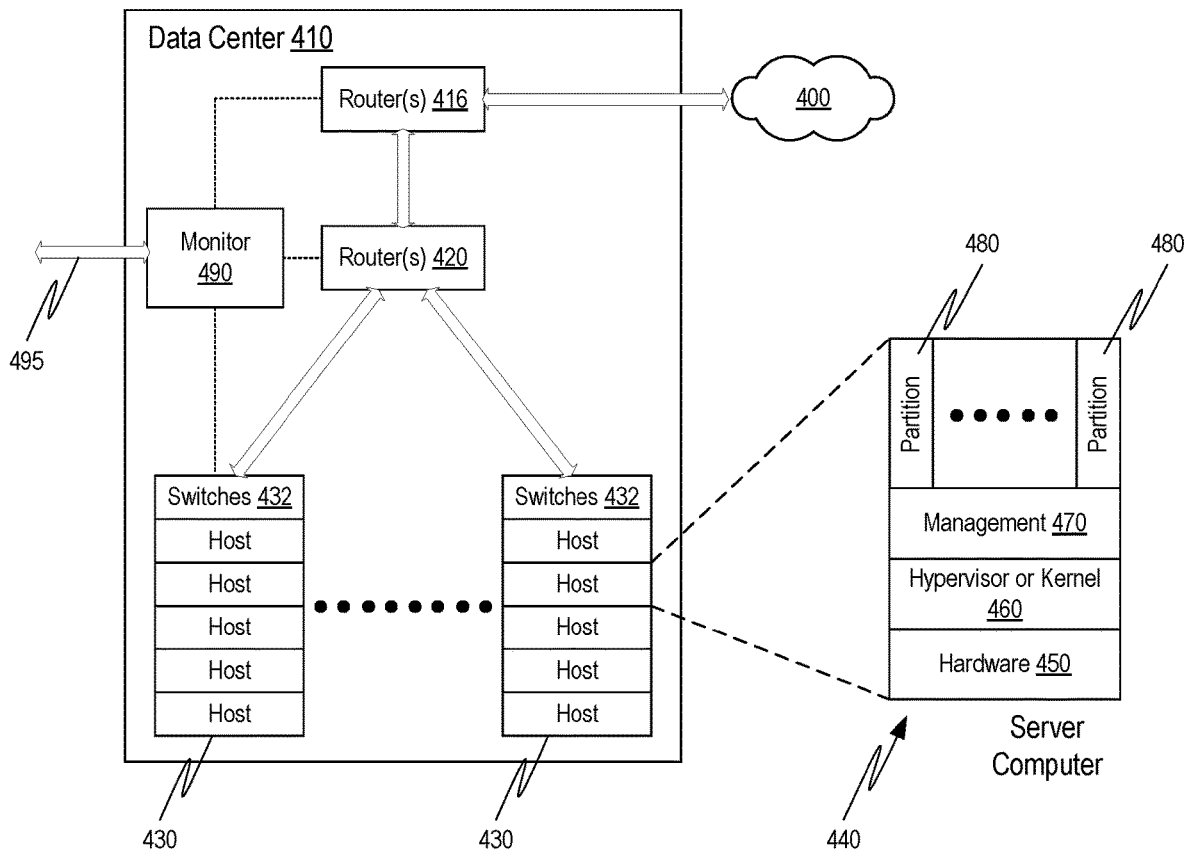 Data Center 410
Router(s) 416
400
Monitor
490
Router(s) 420
495
480
480
Partition
Partition
Switches 432
Host
Host
Host
Host
Host
Switches 432
Host
Host
Host
Host
Host
Management 470
Hypervisor or Kernel
460
Hardware 450
Server
Computer
430
430
440